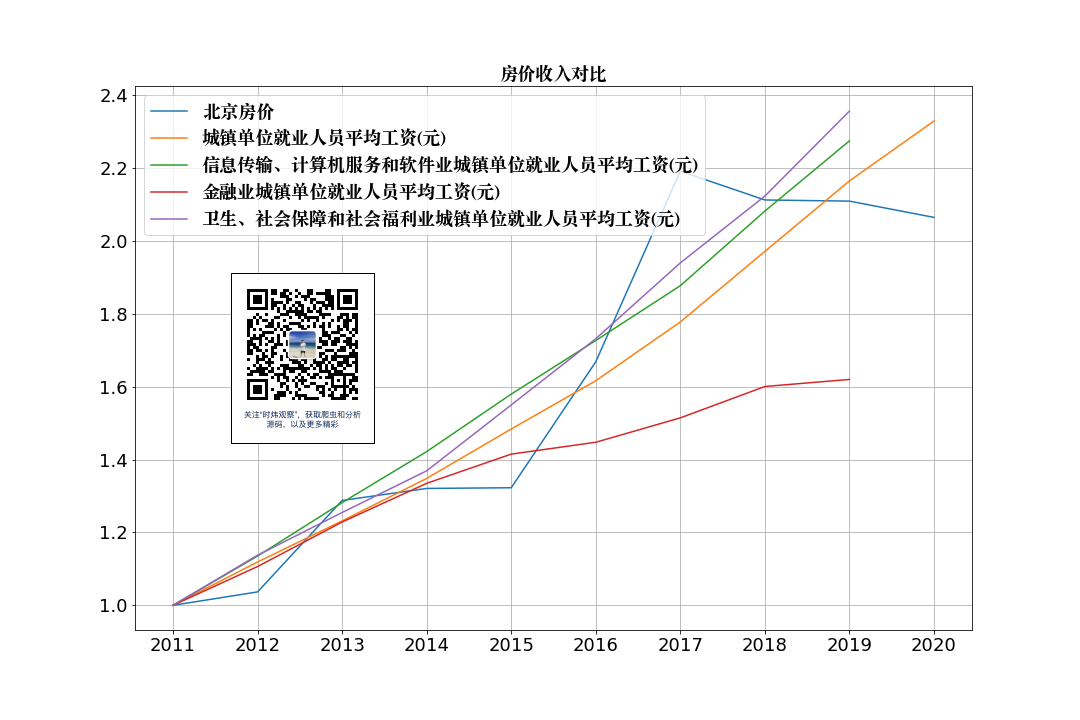 房价收入对比
2.4
2.2
2.0
1.8
1.6
1.4
1.2
1.0
北京房价
城镇单位就业人员平均工资(元)
信息传输、计算机服务和软件业城镇单位就业人员平均工资(元)
金融业城镇单位就业人员平均工资(元)
卫生、社会保障和社会福利业城镇单位就业人员平均工资(元)
关注“时炜观察”，获取爬虫和分析
源码，以及更多精彩
2011 2012 2013 2014 2015 2016 2017 2018 2019 2020